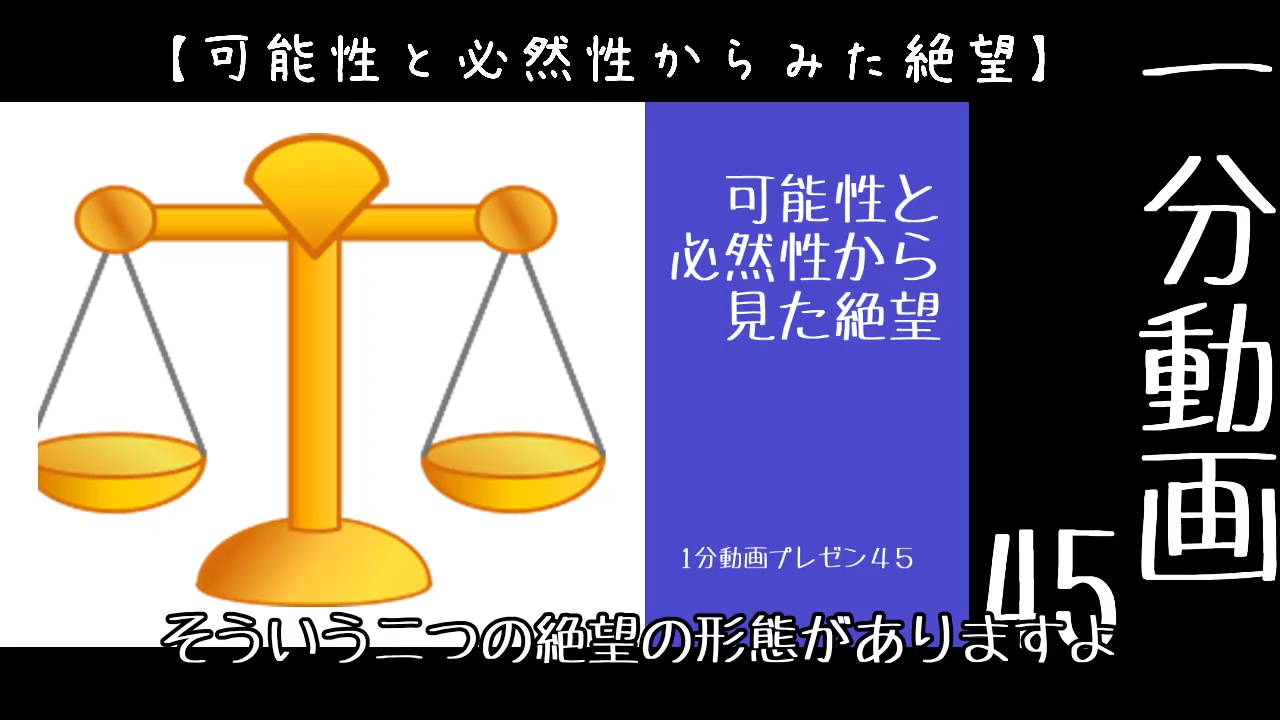 【可能性と必然性からみた絶望】
可能性と
必然性から
見た絶望
1分動画プレゼン４５
一分動画
45
そういう二つの絶望の形態がありますよ